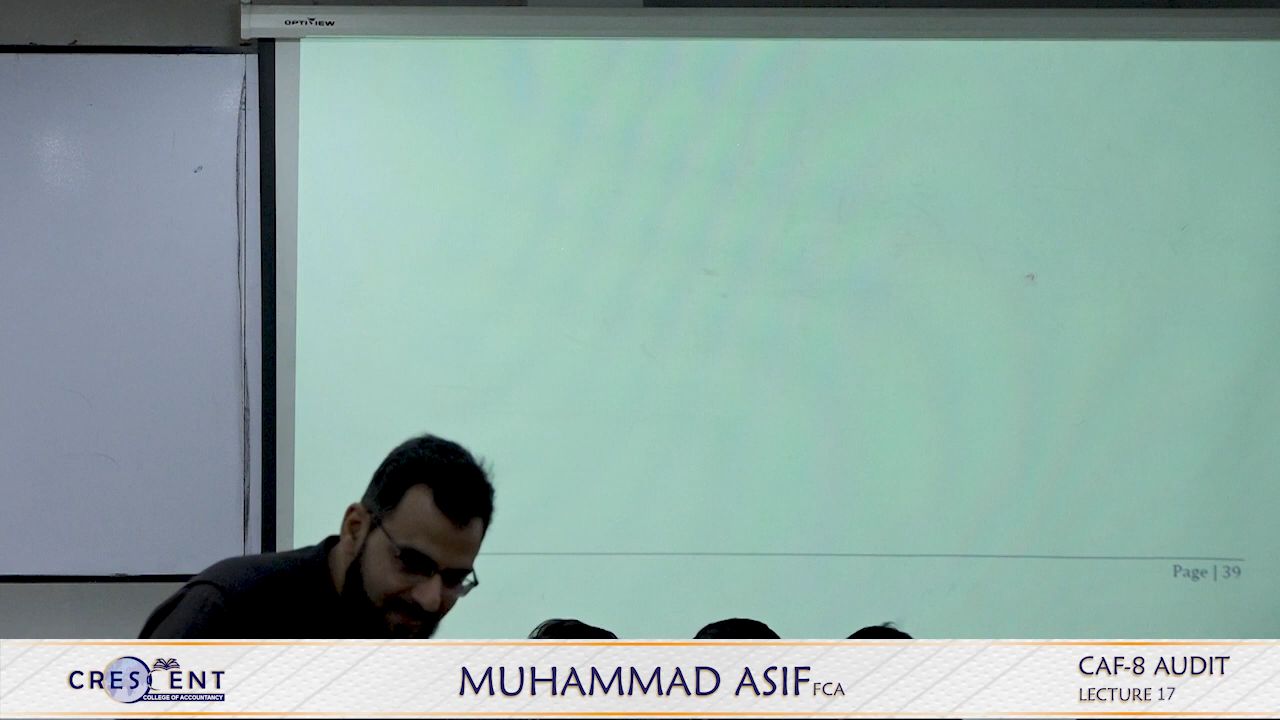 OPTIVIEW
Page | 39
CRESCENT
COLLEGE OF ACCOUNTANCY
MUHAMMAD ASIF FCA
CAF-8 AUDIT
LECTURE 17